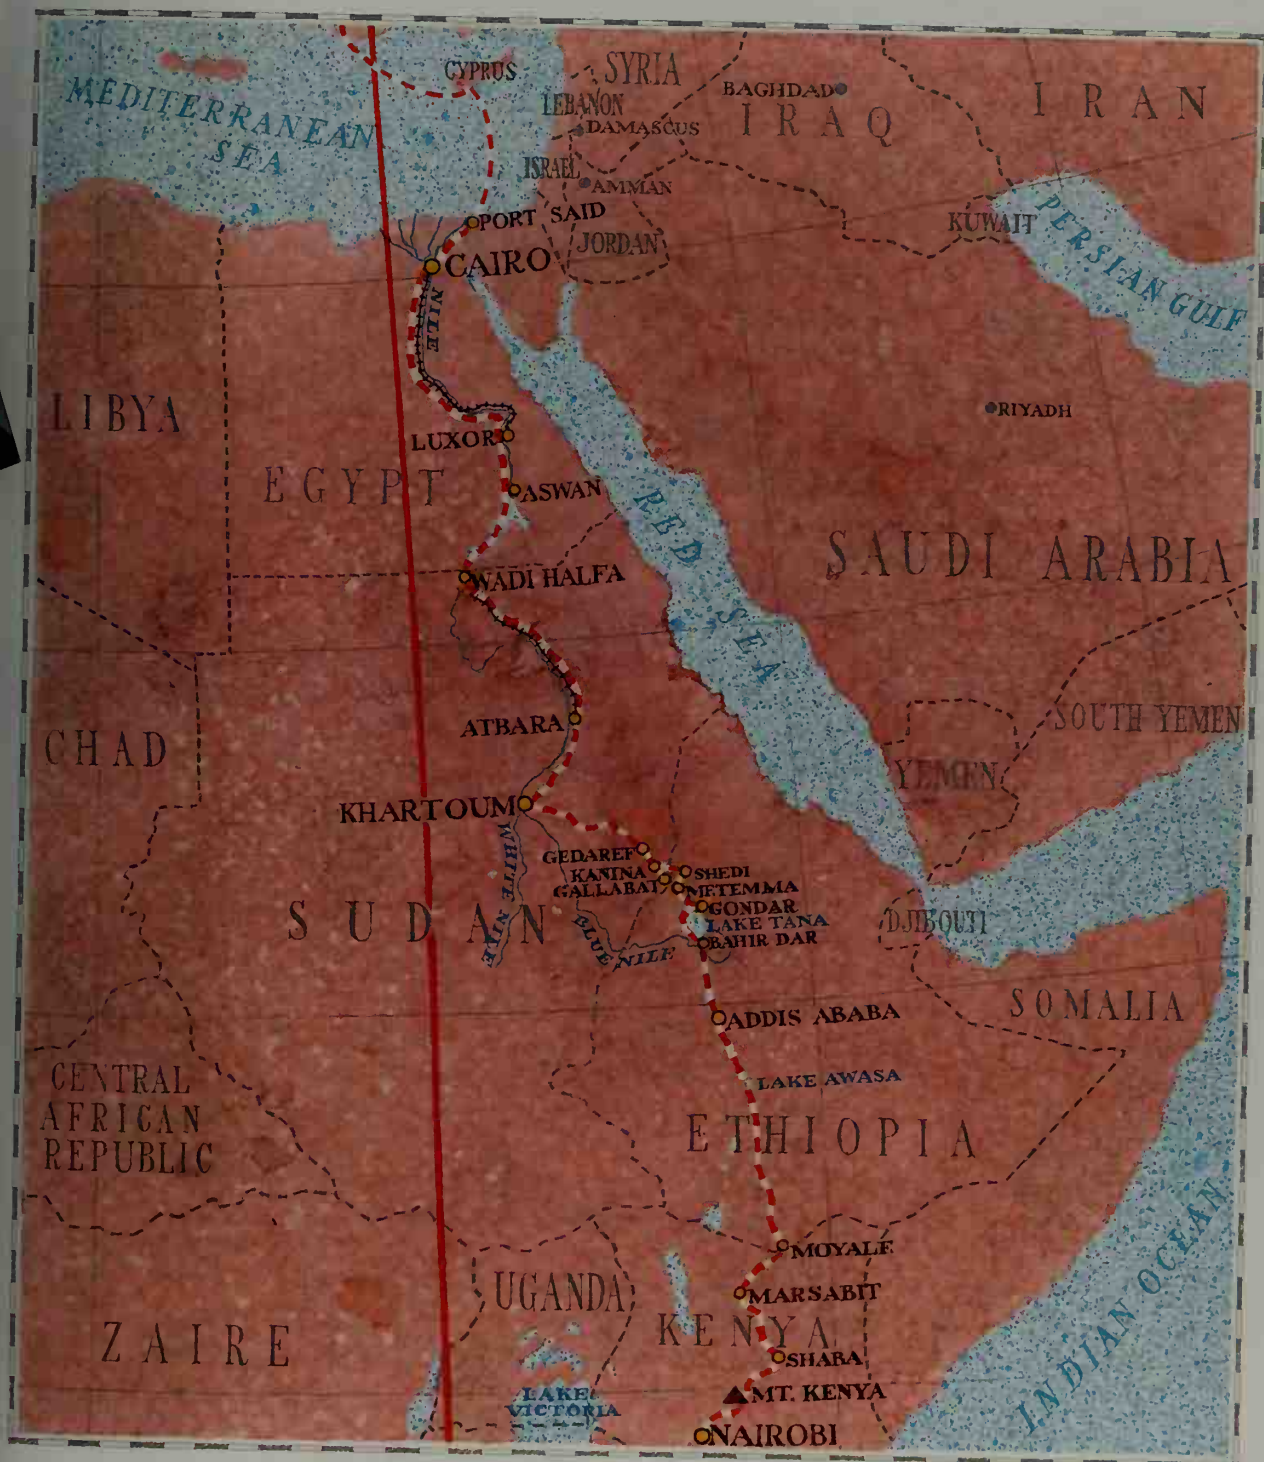 CYPRUS
SYRIA
MEDITERRANEAN
SEA
LEBANON
BAGHDAD
IRAQ
IRAN
DAMASCUS
ISRAEL
AMMAN
PORT SAID
JORDAN
KUWAIT
PERSIAN GULF
CAIRO
NILE
LIBYA
RIYADH
LUXOR
EGYPT
ASWAN
RED SEA
SAUDI ARABIA
WADI HALFA
ATBARA
CHAD
SOUTH YEMEN
YEMEN
KHARTOUM
WHITE NILE
GEDAREF
KANINA
SHEDI
GALLABAT
METEMMA
GONDAR
LAKE TANA
BAHIR DAR
SUDAN
BLUE NILE
DJIBOUTI
ADDIS ABABA
SOMALIA
LAKE AWASA
CENTRAL
AFRICAN
REPUBLIC
ETHIOPIA
MOYALE
UGANDA
MARSABIT
KENYA
ZAIRE
SHABA
INDIAN OCEAN
LAKE
VICTORIA
MT. KENYA
NAIROBI